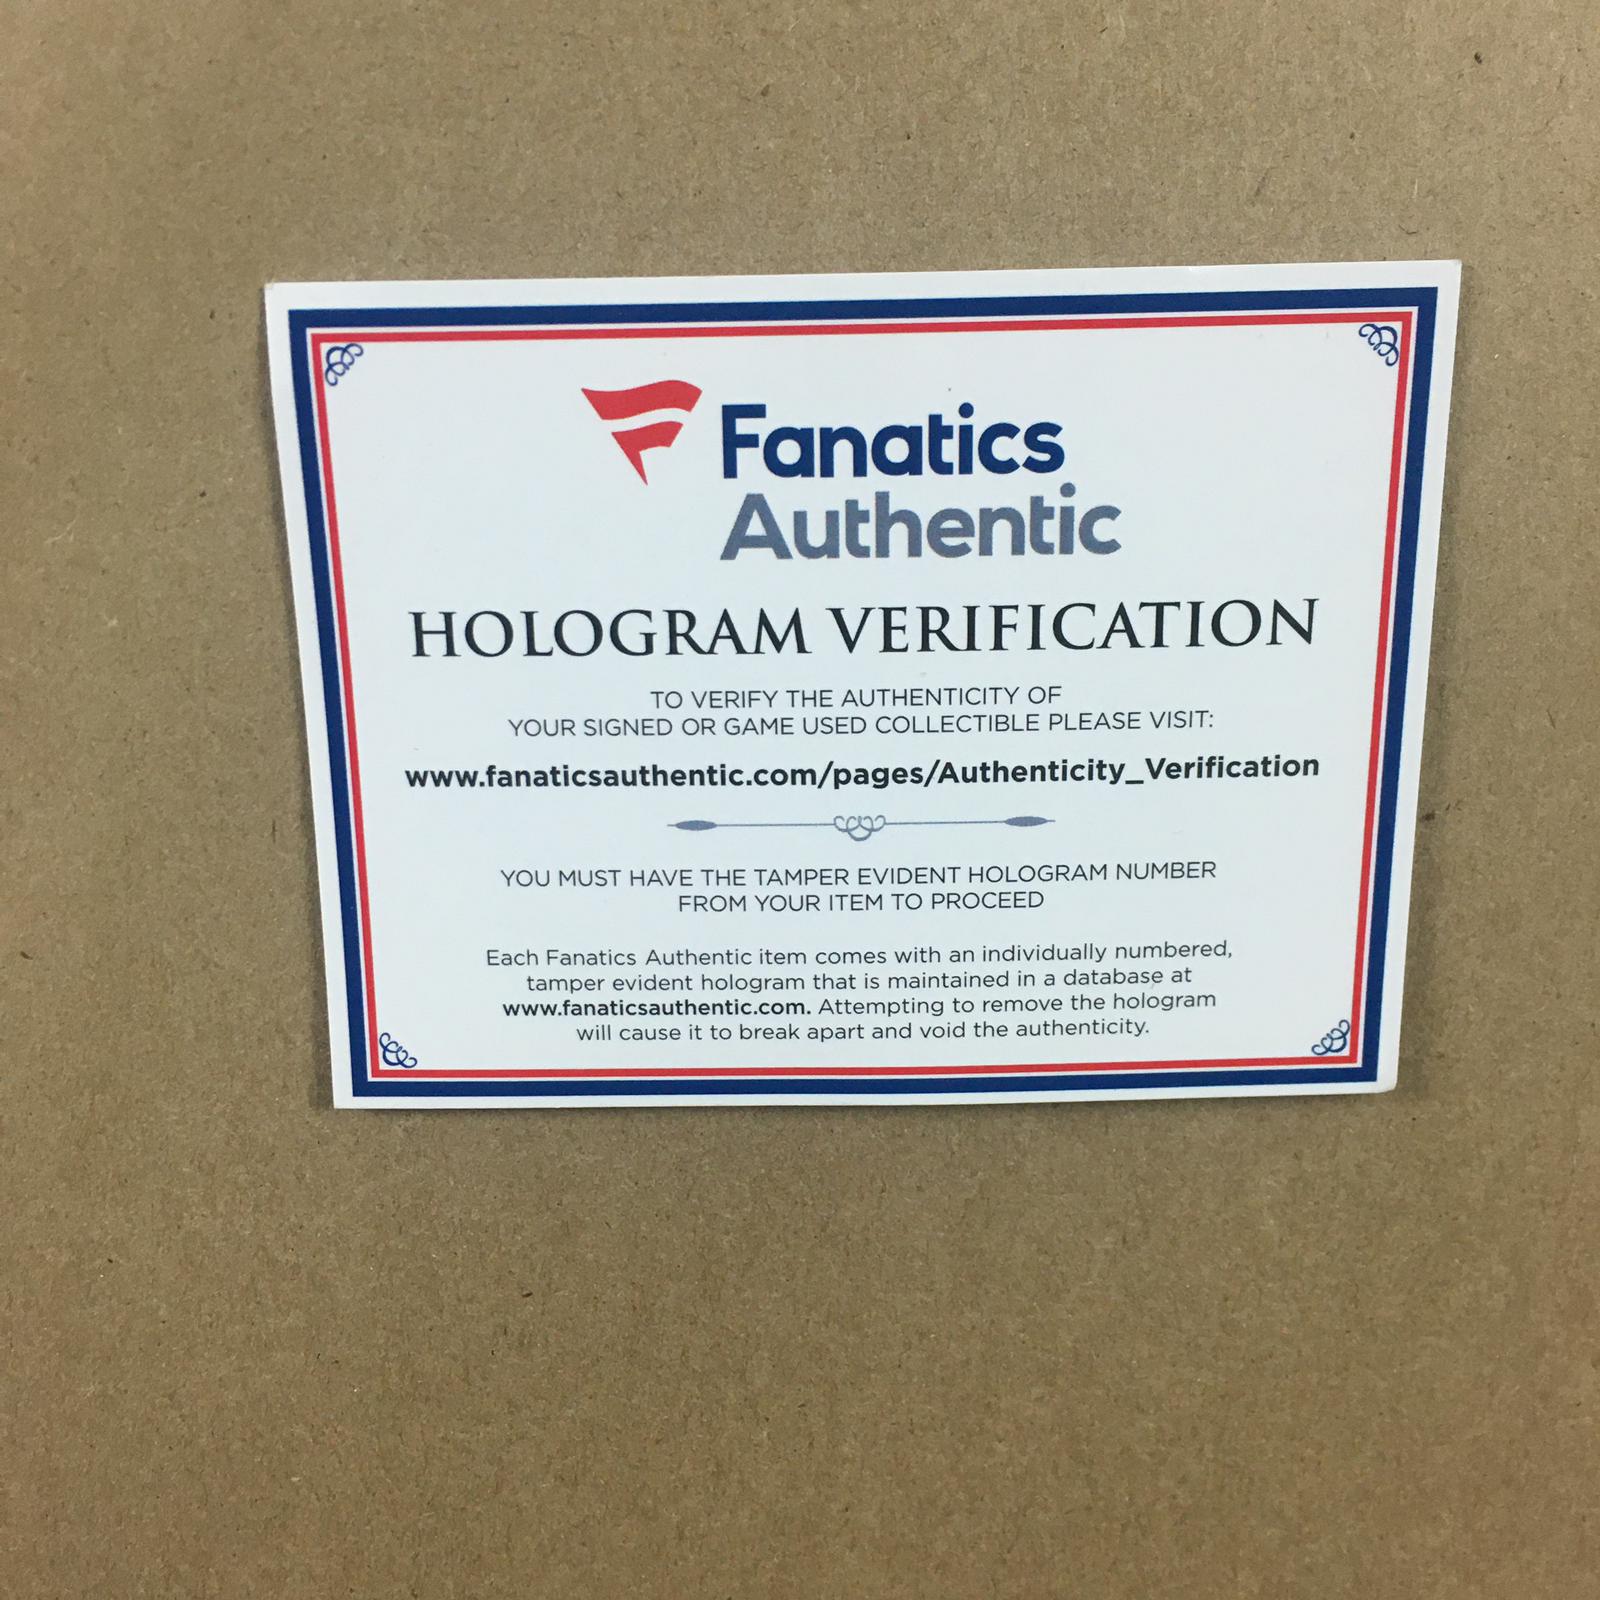 Fanatics
Authentic
HOLOGRAM VERIFICATION
TO VERIFY THE AUTHENTICITY OF
YOUR SIGNED OR GAME USED COLLECTIBLE PLEASE VISIT:
www.fanaticsauthentic.com/pages/Authenticity_Verification
YOU MUST HAVE THE TAMPER EVIDENT HOLOGRAM NUMBER
FROM YOUR ITEM TO PROCEED
Each Fanatics Authentic item comes with an individually numbered,
tamper evident hologram that is maintained in a database at
www.fanaticsauthentic.com. Attempting to remove the hologram
will cause it to break apart and void the authenticity.